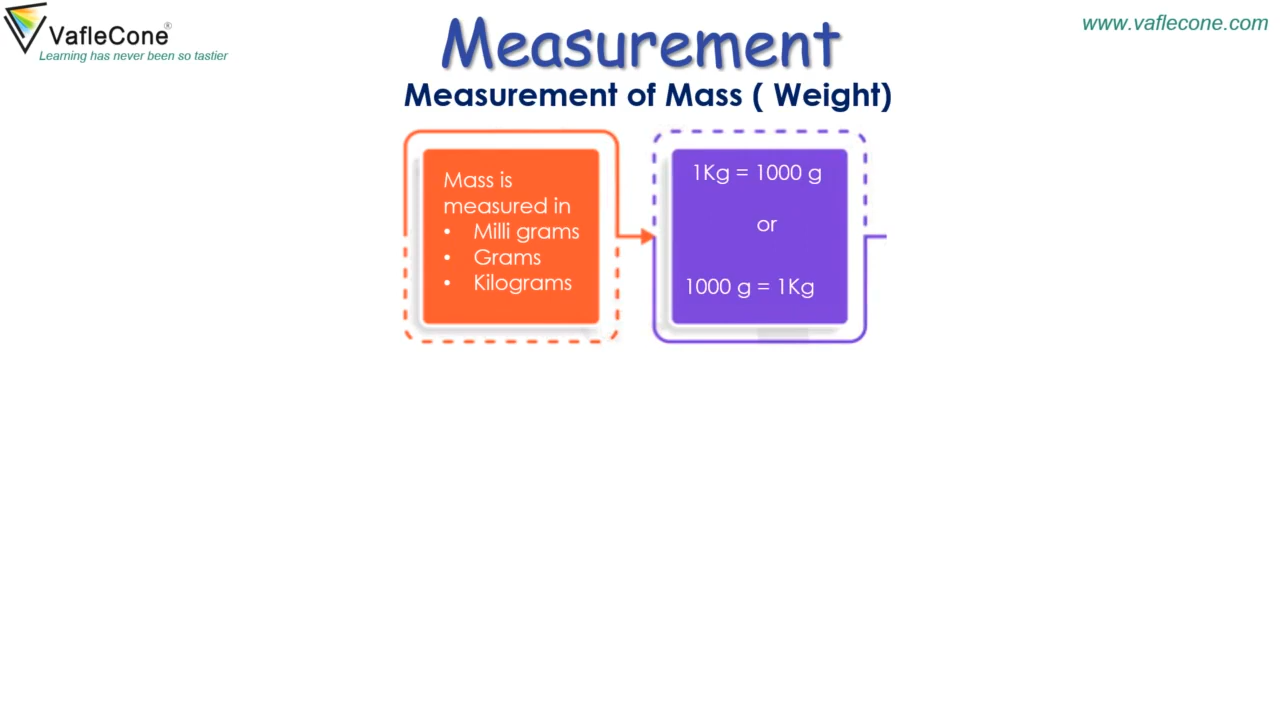 VafleCone®
Learning has never been so tastier
www.vaflecone.com
Measurement
Measurement of Mass ( Weight)
Mass is
measured in
• Milli grams
• Grams
• Kilograms
1Kg = 1000 g
or
1000 g = 1Kg